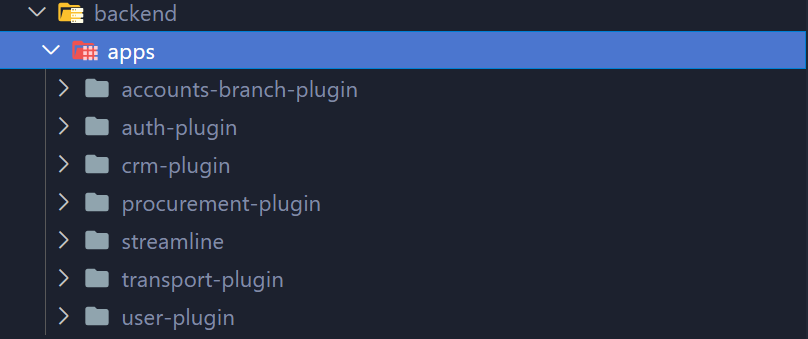 backend
apps
accounts-branch-plugin
auth-plugin
crm-plugin
procurement-plugin
streamline
transport-plugin
user-plugin